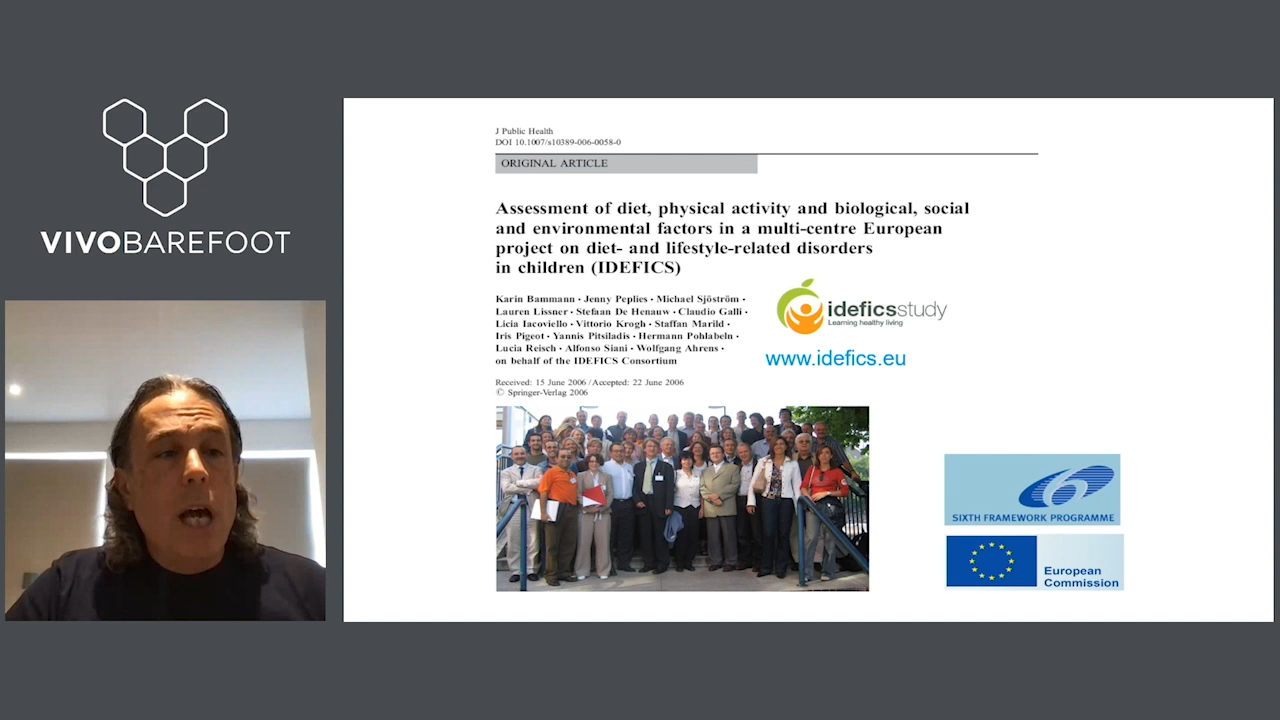 VIVOBAREFOOT
J Public Health
DOI 10.1007/s10389-006-0058-0
ORIGINAL ARTICLE
Assessment of diet, physical activity and biological, social
and environmental factors in a multi-centre European
project on diet- and lifestyle-related disorders
in children (IDEFICS)
Karin Bammann · Jenny Peplies · Michael Sjöström ·
Lauren Lissner · Stefaan De Henauw · Claudio Galli ·
Licia Iacoviello · Vittorio Krogh · Staffan Marild ·
Iris Pigeot · Yannis Pitsiladis · Hermann Pohlabeln ·
Lucia Reisch · Alfonso Siani · Wolfgang Ahrens ·
on behalf of the IDEFICS Consortium
ideficsstudy
Learning healthy living
www.idefics.eu
Received: 15 June 2006 / Accepted: 22 June 2006
© Springer-Verlag 2006
6
SIXTH FRAMEWORK PROGRAMME
European
Commission